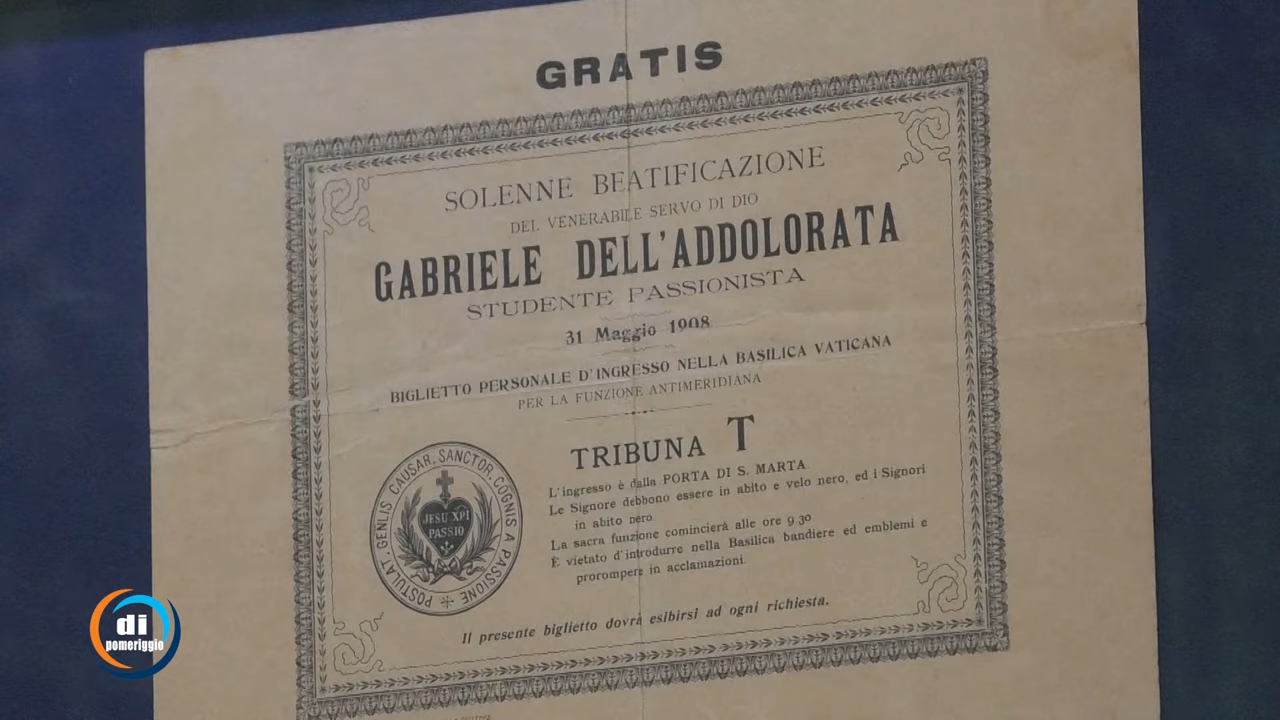 GRATIS
SOLENNE BEATIFICAZIONE
DEL VENERABILE SERVO DI DIO
GABRIELE DELL'ADDOLORATA
STUDENTE PASSIONISTA
31 Maggio 1908
BIGLIETTO PERSONALE D'INGRESSO NELLA BASILICA VATICANA
PER LA FUNZIONE ANTIMERIDIANA
TRIBUNA T
L'ingresso è dalla PORTA DI S. MARTA.
Le Signore debbono essere in abito e velo nero, ed i Signori
in abito nero.
La sacra funzione comincierà alle ore 9.30
È vietato d'introdurre nella Basilica bandiere ed emblemi e
prorompere in acclamazioni.
POSTULAT. GENLIS CAUSAR. SANCTOR. COGNIS A PASSIONE
JESU XPI
PASSIO
Il presente biglietto dovrà esibirsi ad ogni richiesta.
di
pomeriggio